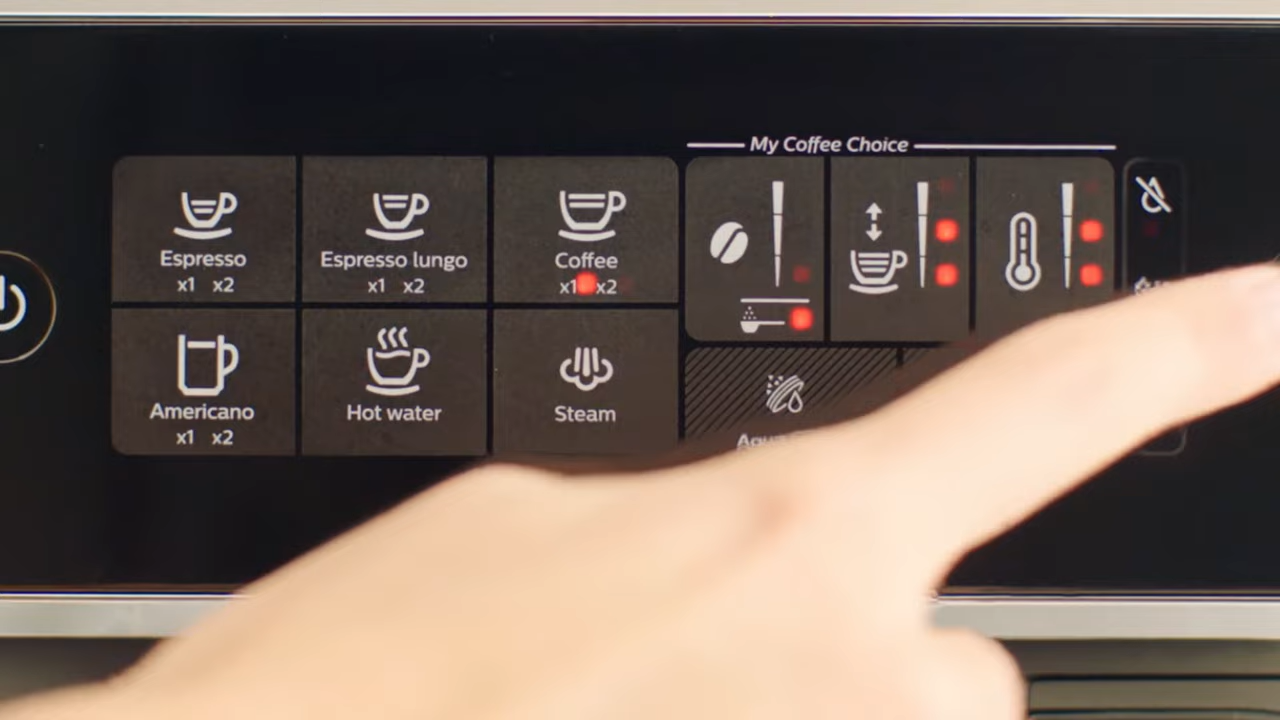 My Coffee Choice
Espresso
x1 x2
Espresso lungo
x1 x2
Coffee
x1 x2
Americano
x1 x2
Hot water
Steam